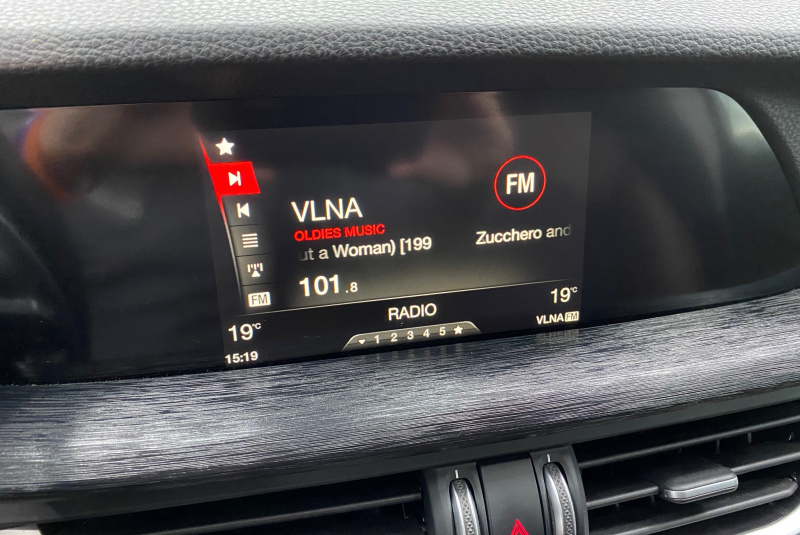 VLNA
OLDIES MUSIC
ut a Woman) [199
101.8
FM
Zucchero and
FM
RADIO
19°C
15:19
1 2 3 4 5
19°C
VLNA FM